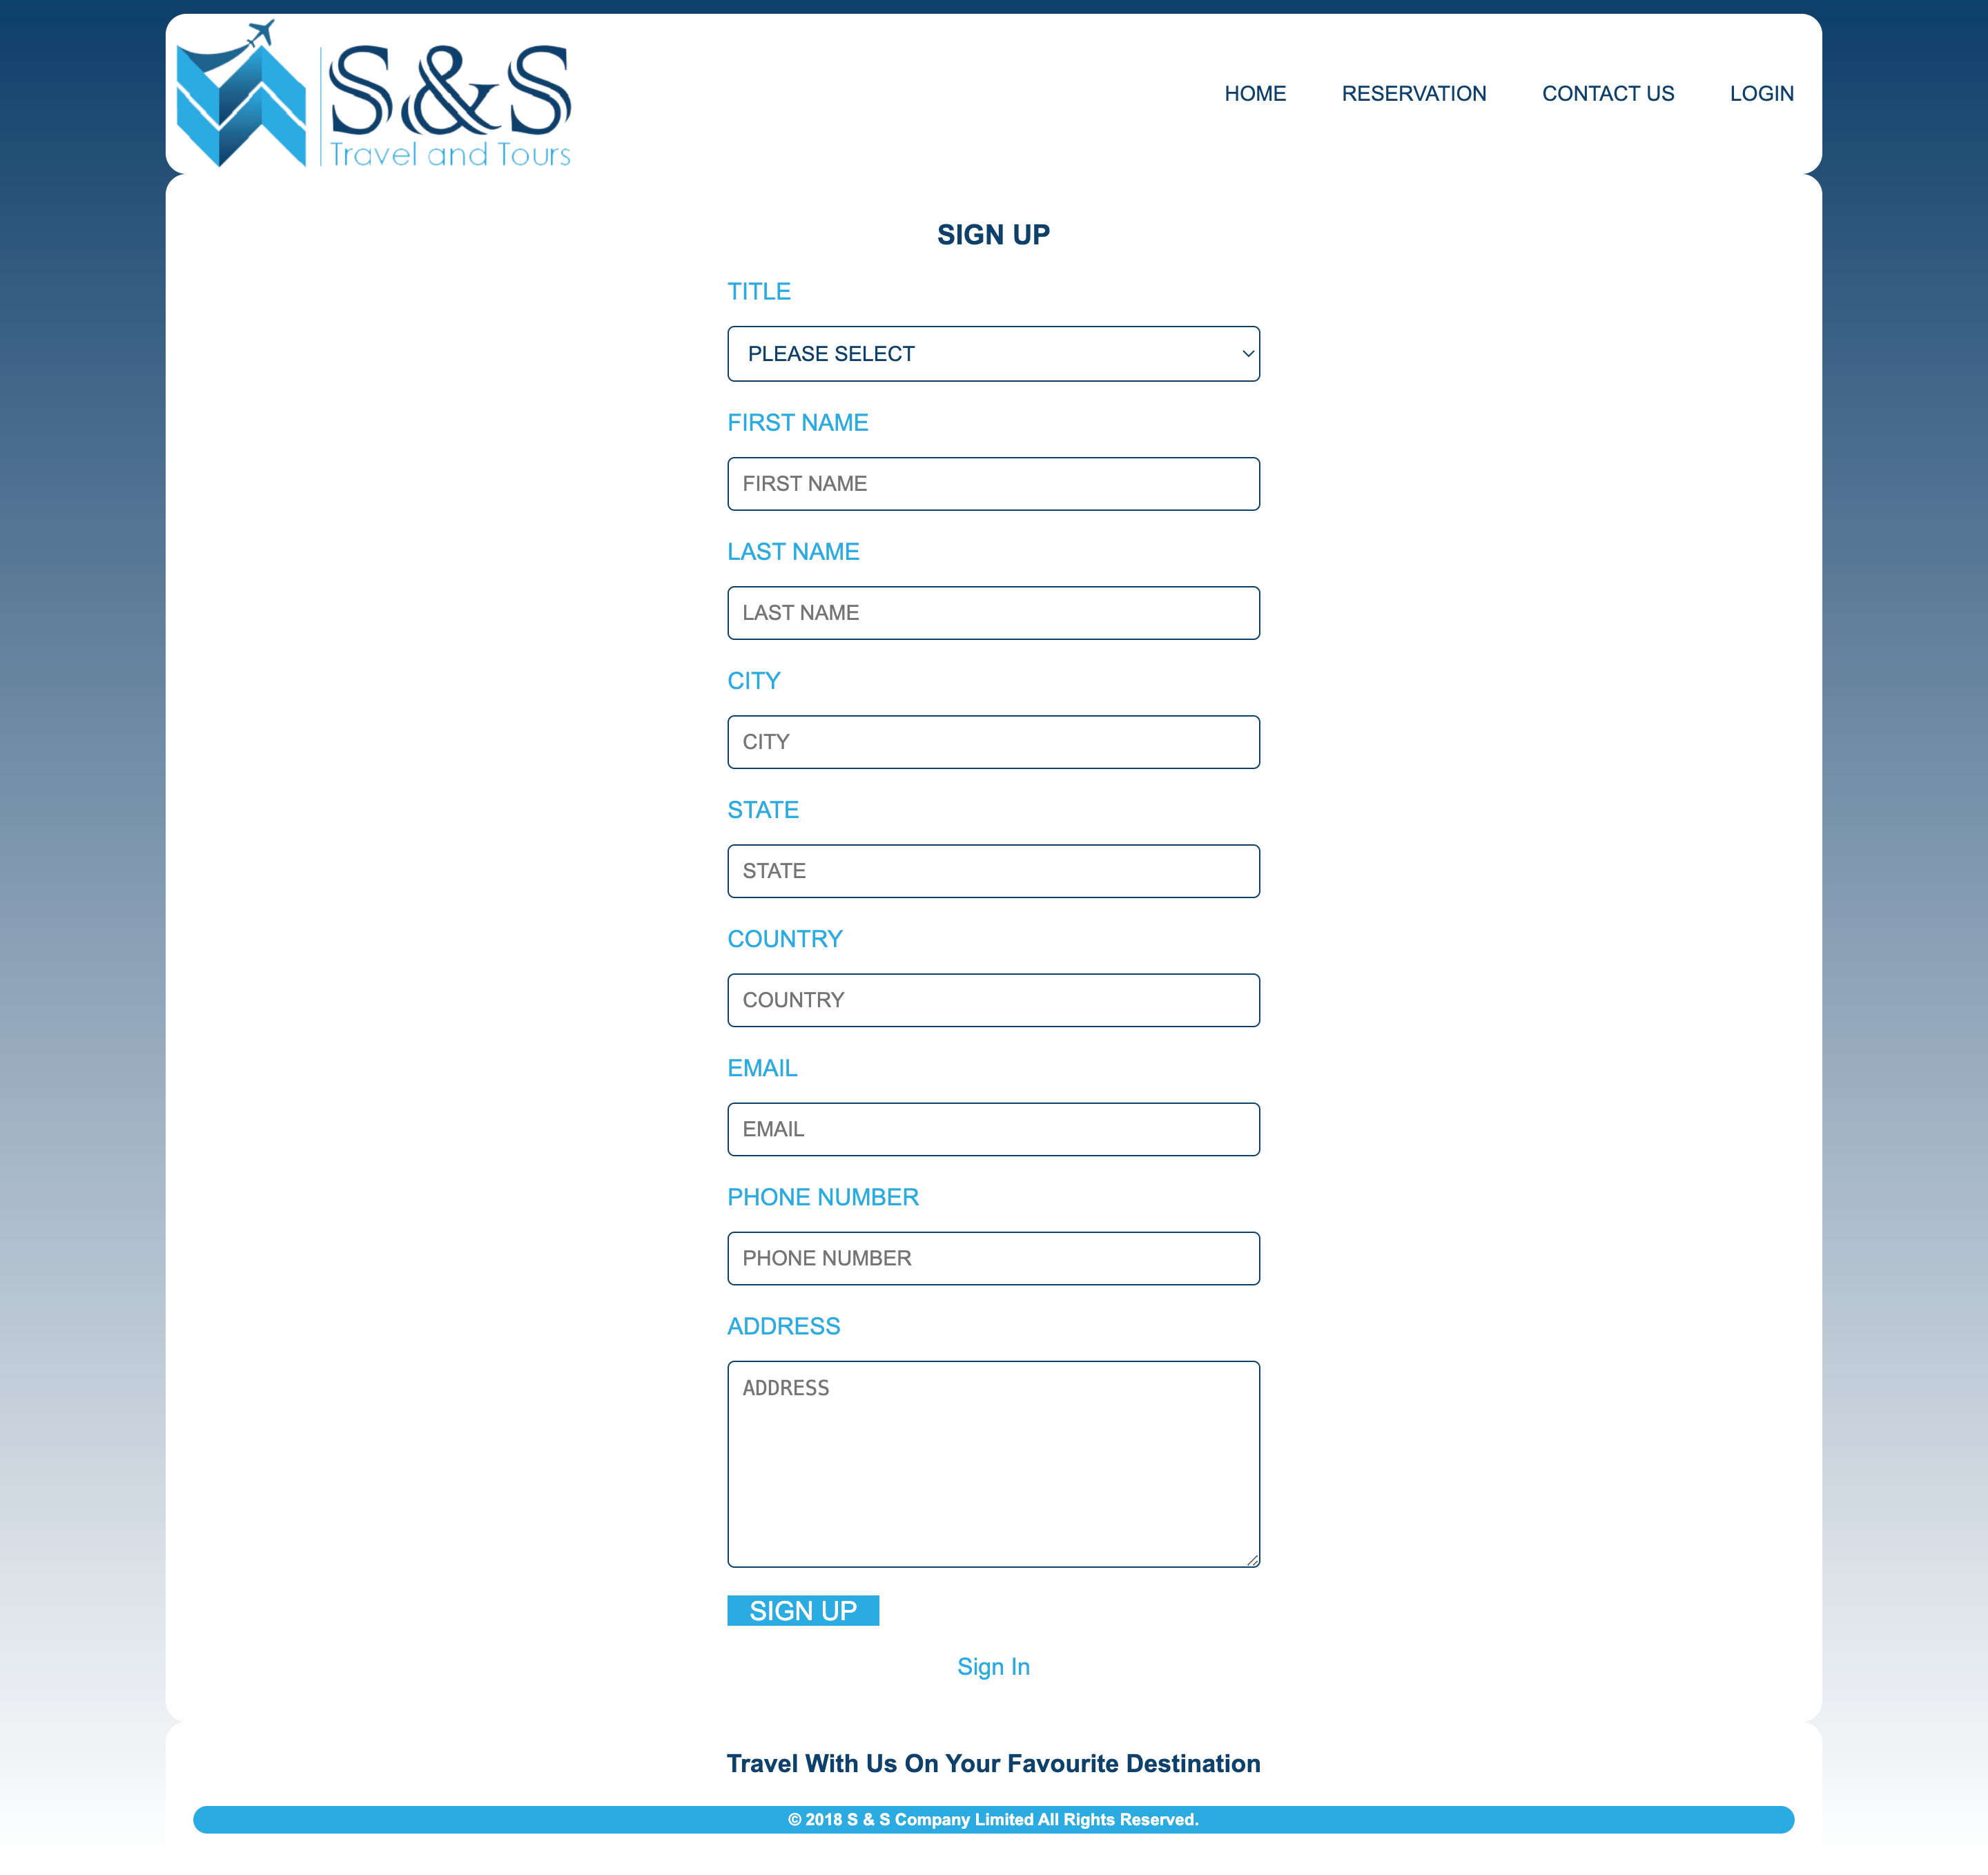 S&S
Travel and Tours
HOME RESERVATION CONTACT US LOGIN
SIGN UP
TITLE
PLEASE SELECT
FIRST NAME
FIRST NAME
LAST NAME
LAST NAME
CITY
CITY
STATE
STATE
COUNTRY
COUNTRY
EMAIL
EMAIL
PHONE NUMBER
PHONE NUMBER
ADDRESS
ADDRESS
SIGN UP
Sign In
Travel With Us On Your Favourite Destination
© 2018 S & S Company Limited All Rights Reserved.